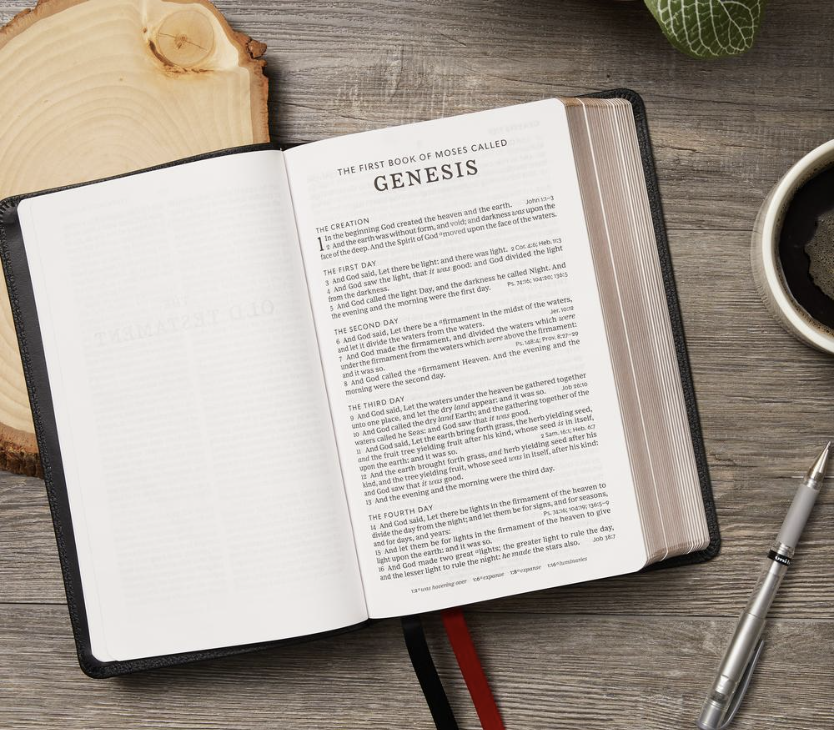 THE FIRST BOOK OF MOSES CALLED
GENESIS
THE CREATION
1 In the beginning God created the heaven and the earth. John 1:1–3
2 And the earth was without form, and void; and darkness was upon the
face of the deep. And the Spirit of God ᵃmoved upon the face of the waters.
THE FIRST DAY
3 And God said, Let there be light: and there was light. 2 Cor. 4:6; Heb. 11:3
4 And God saw the light, that it was good: and God divided the light
from the darkness.
5 And God called the light Day, and the darkness he called Night. And
the evening and the morning were the first day. Ps. 74:16; 104:20; 136:5
THE SECOND DAY
6 And God said, Let there be a ᵃfirmament in the midst of the waters,
and let it divide the waters from the waters. Jer. 10:12
7 And God made the firmament, and divided the waters which were
under the firmament from the waters which were above the firmament:
and it was so. Ps. 148:4; Prov. 8:27–29
8 And God called the ᵃfirmament Heaven. And the evening and the
morning were the second day.
THE THIRD DAY
9 And God said, Let the waters under the heaven be gathered together
unto one place, and let the dry land appear: and it was so. Job 26:10
10 And God called the dry land Earth; and the gathering together of the
waters called he Seas: and God saw that it was good.
11 And God said, Let the earth bring forth grass, the herb yielding seed,
and the fruit tree yielding fruit after his kind, whose seed is in itself,
upon the earth: and it was so. 2 Sam. 16:1; Heb. 6:7
12 And the earth brought forth grass, and herb yielding seed after his
kind, and the tree yielding fruit, whose seed was in itself, after his kind:
and God saw that it was good.
13 And the evening and the morning were the third day.
THE FOURTH DAY
14 And God said, Let there be lights in the firmament of the heaven to
divide the day from the night; and let them be for signs, and for seasons,
and for days, and years: Ps. 74:16; 104:19; 136:5–9
15 And let them be for lights in the firmament of the heaven to give
light upon the earth: and it was so.
16 And God made two great ᵃlights; the greater light to rule the day,
and the lesser light to rule the night: he made the stars also. Job 38:7
1:2 ᵃwas hovering over 1:6 ᵃexpanse 1:8 ᵃexpanse 1:16 ᵃluminaries
OLD TESTAMENT